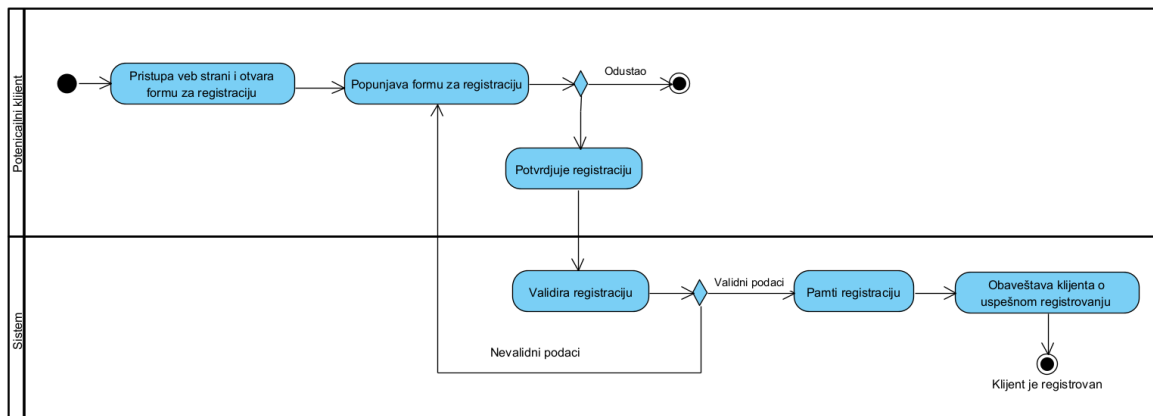 Potenicajlni klijent
Pristupa veb strani i otvara
formu za registraciju
Popunjava formu za registraciju
Odustao
Potvrdjuje registraciju
Sistem
Validira registraciju
Validni podaci
Pamti registraciju
Obaveštava klijenta o
uspešnom registrovanju
Nevalidni podaci
Klijent je registrovan